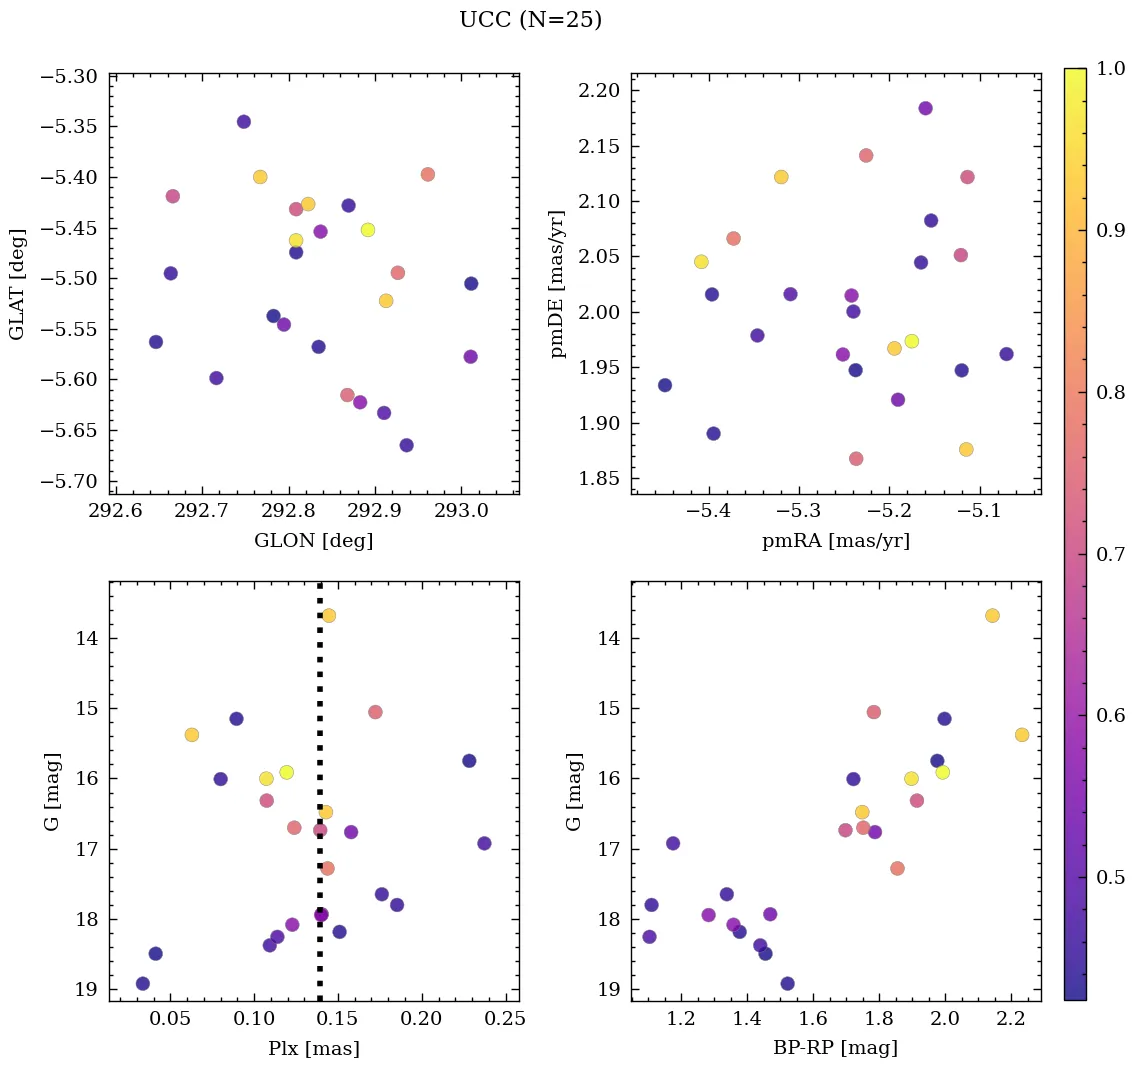 UCC (N=25)
−5.30
−5.35
−5.40
−5.45
−5.50
−5.55
−5.60
−5.65
−5.70
GLAT [deg]
292.6 292.7 292.8 292.9 293.0
GLON [deg]
2.20
2.15
2.10
2.05
2.00
1.95
1.90
1.85
pmDE [mas/yr]
−5.4 −5.3 −5.2 −5.1
pmRA [mas/yr]
14
15
16
17
18
19
G [mag]
0.05 0.10 0.15 0.20 0.25
Plx [mas]
14
15
16
17
18
19
G [mag]
1.2 1.4 1.6 1.8 2.0 2.2
BP-RP [mag]
1.0
0.9
0.8
0.7
0.6
0.5